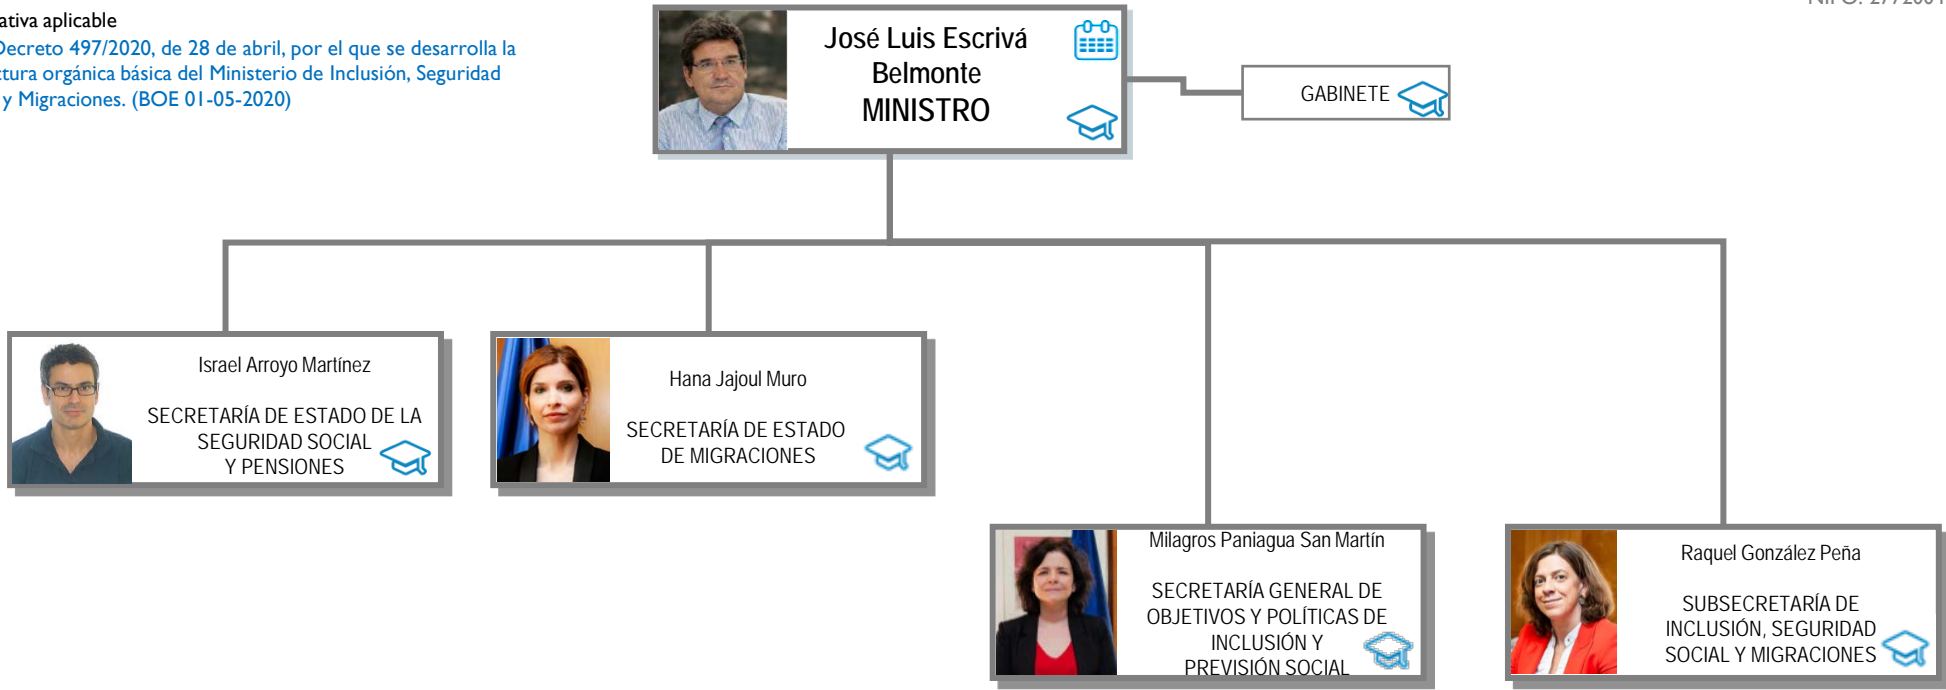 ativa aplicable
Decreto 497/2020, de 28 de abril, por el que se desarrolla la
ctura orgánica básica del Ministerio de Inclusión, Seguridad
y Migraciones. (BOE 01-05-2020)
José Luis Escrivá
Belmonte
MINISTRO
GABINETE
Israel Arroyo Martínez
SECRETARÍA DE ESTADO DE LA
SEGURIDAD SOCIAL
Y PENSIONES
Hana Jajoul Muro
SECRETARÍA DE ESTADO
DE MIGRACIONES
Milagros Paniagua San Martín
SECRETARÍA GENERAL DE
OBJETIVOS Y POLÍTICAS DE
INCLUSIÓN Y
PREVISIÓN SOCIAL
Raquel González Peña
SUBSECRETARÍA DE
INCLUSIÓN, SEGURIDAD
SOCIAL Y MIGRACIONES